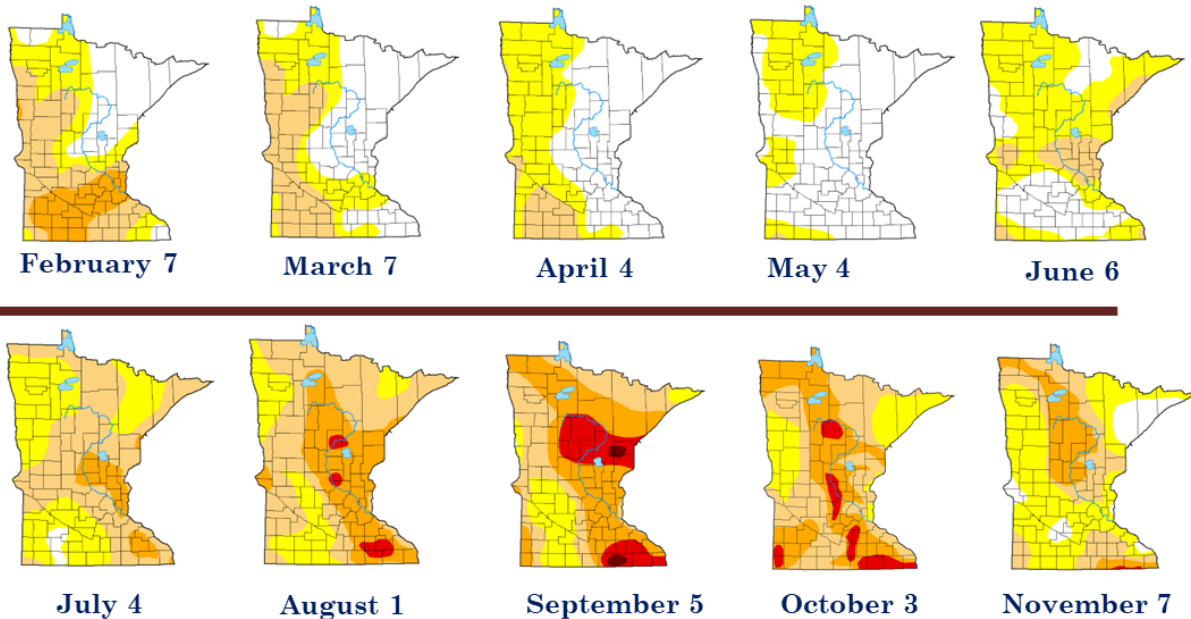 February 7
March 7
April 4
May 4
June 6
July 4
August 1
September 5
October 3
November 7